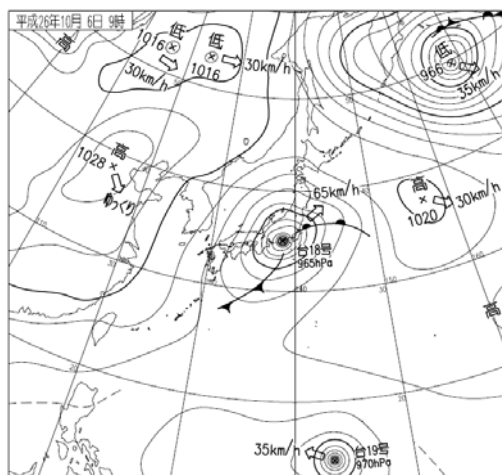 平成26年10月 6日 9時
高
低
1016
低
1016
30km/h
30km/h
低
966
35km/h
高
1028
ゆっくり
65km/h
高
1020
30km/h
台18号
965hPa
高
35km/h
台19号
970hPa